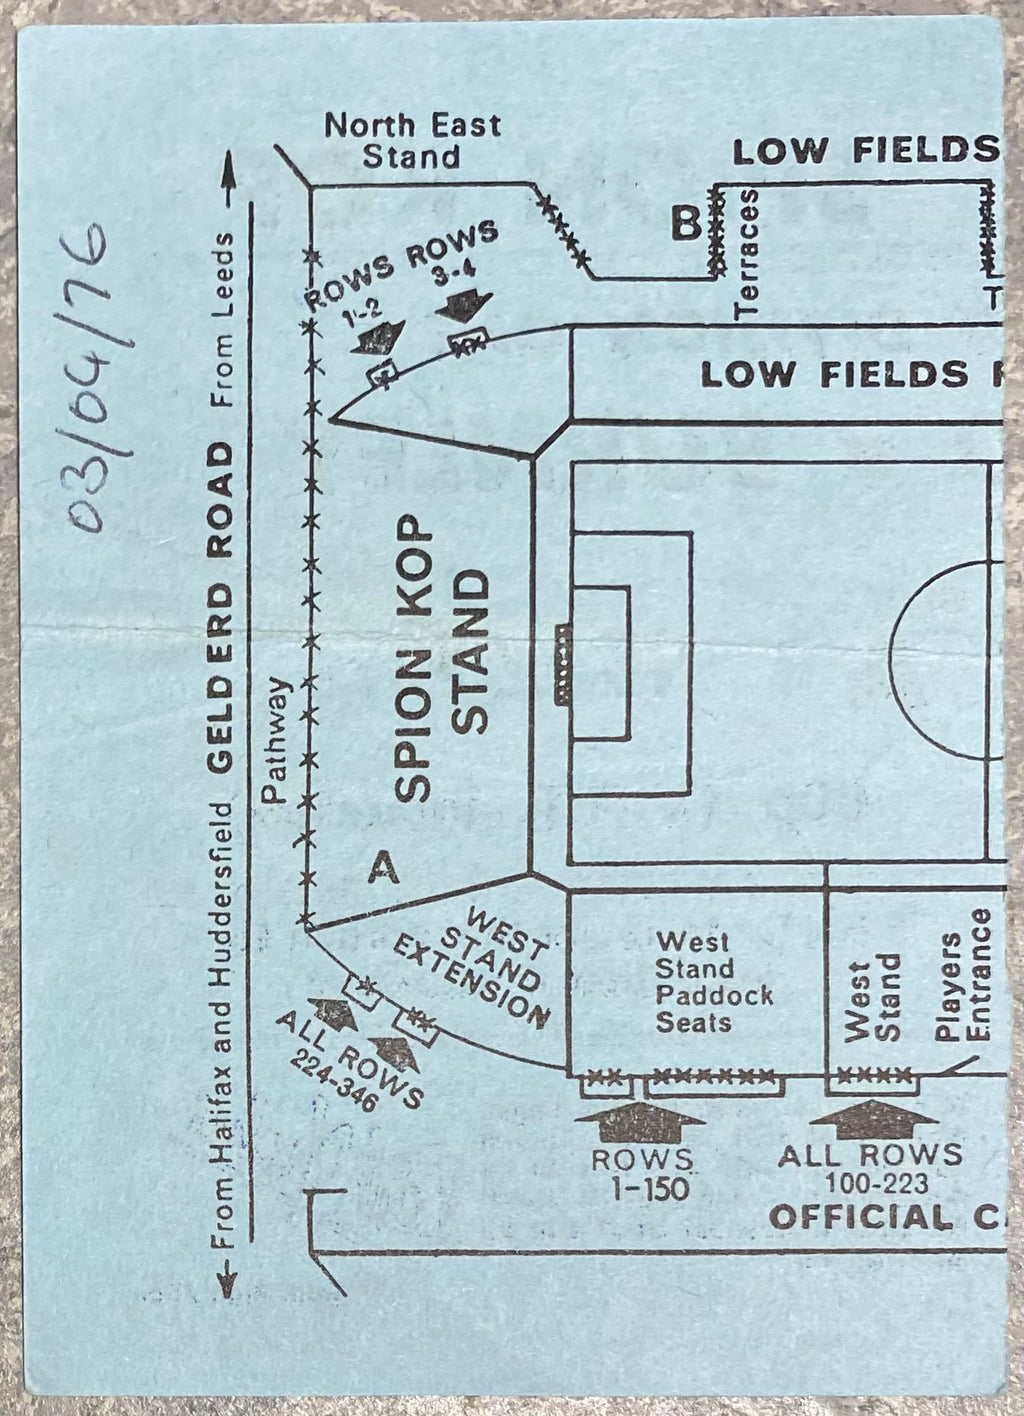 North East
Stand
LOW FIELDS
B
Terraces
T
ROWS
1-2
ROWS
3-4
LOW FIELDS
03/04/76
From Halifax and Huddersfield GELDERD ROAD From Leeds
Pathway
SPION KOP
STAND
A
WEST
STAND
EXTENSION
West
Stand
Paddock
Seats
West
Stand
Players
Entrance
ALL ROWS
224-346
ROWS
1-150
ALL ROWS
100-223
OFFICIAL